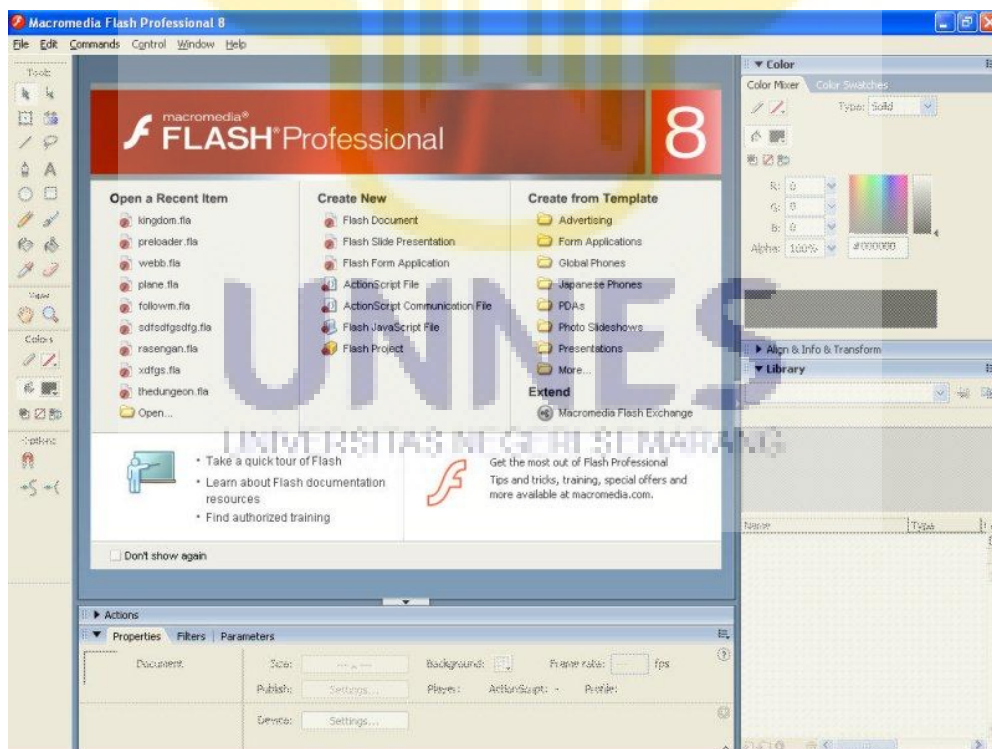 Macromedia Flash Professional 8
File Edit Commands Control Window Help
Tools
View
Colors
Options
macromedia®
FLASH® Professional 8
Open a Recent Item
kingdom.fla
preloader.fla
webb.fla
plane.fla
followm.fla
sdfsdfgsdfg.fla
rasengan.fla
xdfgs.fla
thedungeon.fla
Open...
Create New
Flash Document
Flash Slide Presentation
Flash Form Application
ActionScript File
ActionScript Communication File
Flash JavaScript File
Flash Project
Create from Template
Advertising
Form Applications
Global Phones
Japanese Phones
PDAs
Photo Slideshows
Presentations
More...
Extend
Macromedia Flash Exchange
• Take a quick tour of Flash
• Learn about Flash documentation
resources
• Find authorized training
Get the most out of Flash Professional
Tips and tricks, training, special offers and
more available at macromedia.com.
Don't show again
UNNES
UNIVERSITAS NEGERI SEMARANG
Color
Color Mixer Color Swatches
Type: Solid
R: 0
G: 0
B: 0
Alpha: 100% #000000
Align & Info & Transform
Library
Name Type
Actions
Properties Filters Parameters
Document Size: Background: Frame rate: fps
Publish: Settings... Player: ActionScript: - Profile:
Device: Settings...